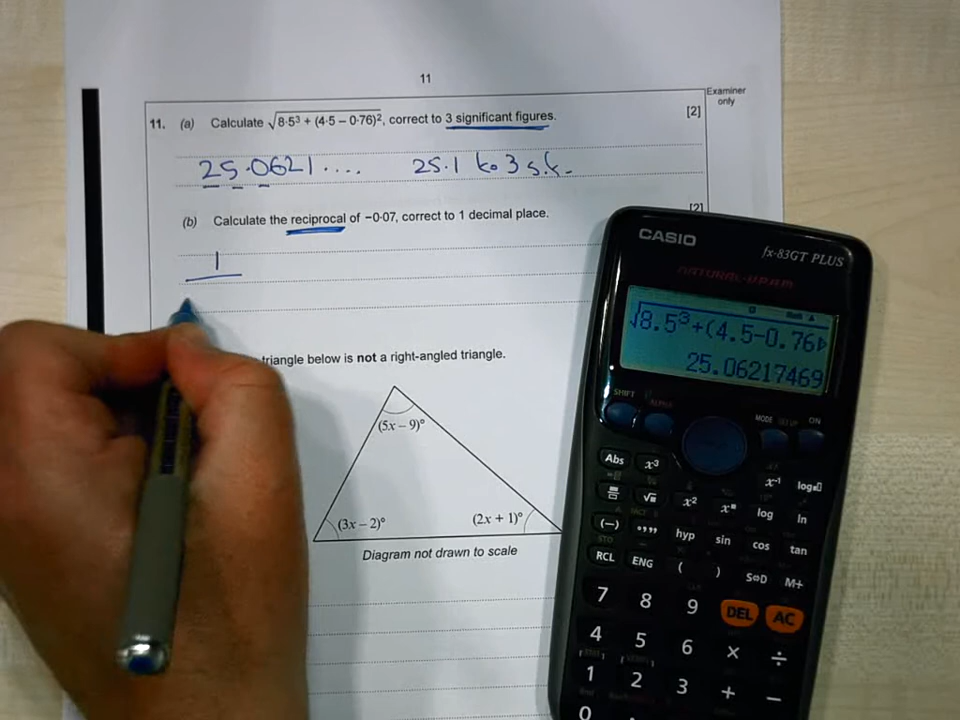 11
Examiner
only
11. (a) Calculate √8·5³ + (4·5 – 0·76)², correct to 3 significant figures.
[2]
25.0621.... 25.1 to 3 s.f.
(b) Calculate the reciprocal of –0·07, correct to 1 decimal place.
[2]
1
triangle below is not a right-angled triangle.
(5x – 9)°
(3x – 2)°
(2x + 1)°
Diagram not drawn to scale
CASIO
fx-83GT PLUS
NATURAL-V.P.A.M.
√8.5³+(4.5-0.76
25.06217469
SHIFT ALPHA MODE SETUP ON
Abs x³ x⁻¹ log
√ x² log ln
(–) hyp sin cos tan
RCL ENG ( ) S⇔D M+
7 8 9 DEL AC
4 5 6 × ÷
1 2 3 + –
0